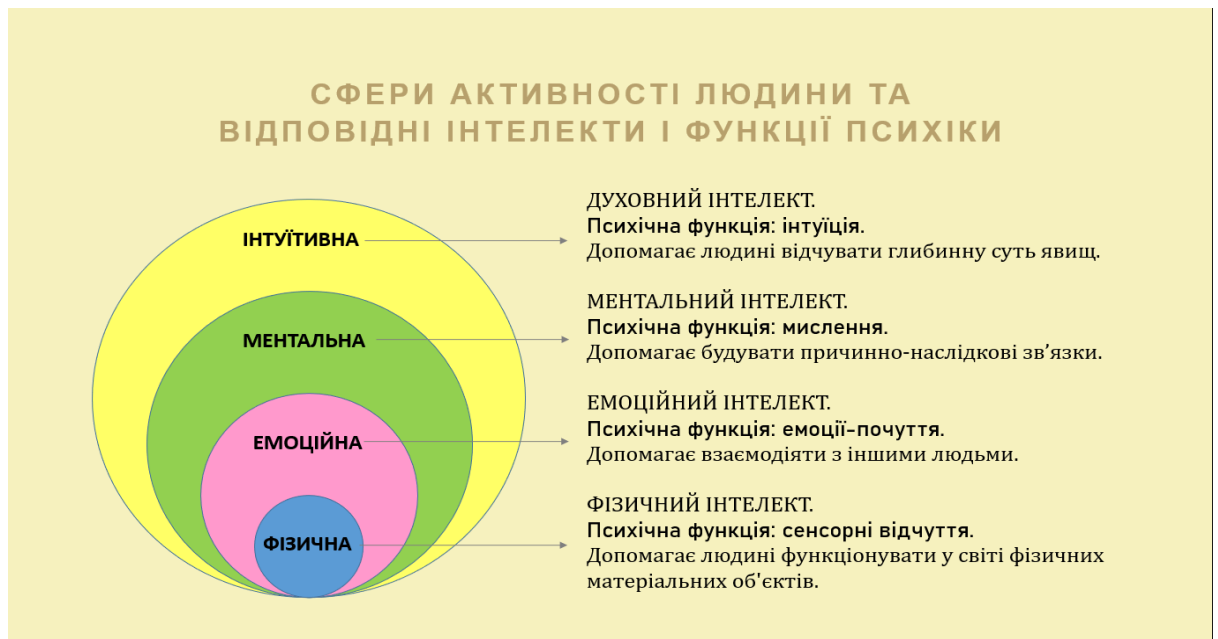 СФЕРИ АКТИВНОСТІ ЛЮДИНИ ТА
ВІДПОВІДНІ ІНТЕЛЕКТИ І ФУНКЦІЇ ПСИХІКИ
ІНТУЇТИВНА
ДУХОВНИЙ ІНТЕЛЕКТ.
Психічна функція: інтуїція.
Допомагає людині відчувати глибинну суть явищ.
МЕНТАЛЬНА
МЕНТАЛЬНИЙ ІНТЕЛЕКТ.
Психічна функція: мислення.
Допомагає будувати причинно-наслідкові зв’язки.
ЕМОЦІЙНА
ЕМОЦІЙНИЙ ІНТЕЛЕКТ.
Психічна функція: емоції-почуття.
Допомагає взаємодіяти з іншими людьми.
ФІЗИЧНА
ФІЗИЧНИЙ ІНТЕЛЕКТ.
Психічна функція: сенсорні відчуття.
Допомагає людині функціонувати у світі фізичних
матеріальних об'єктів.